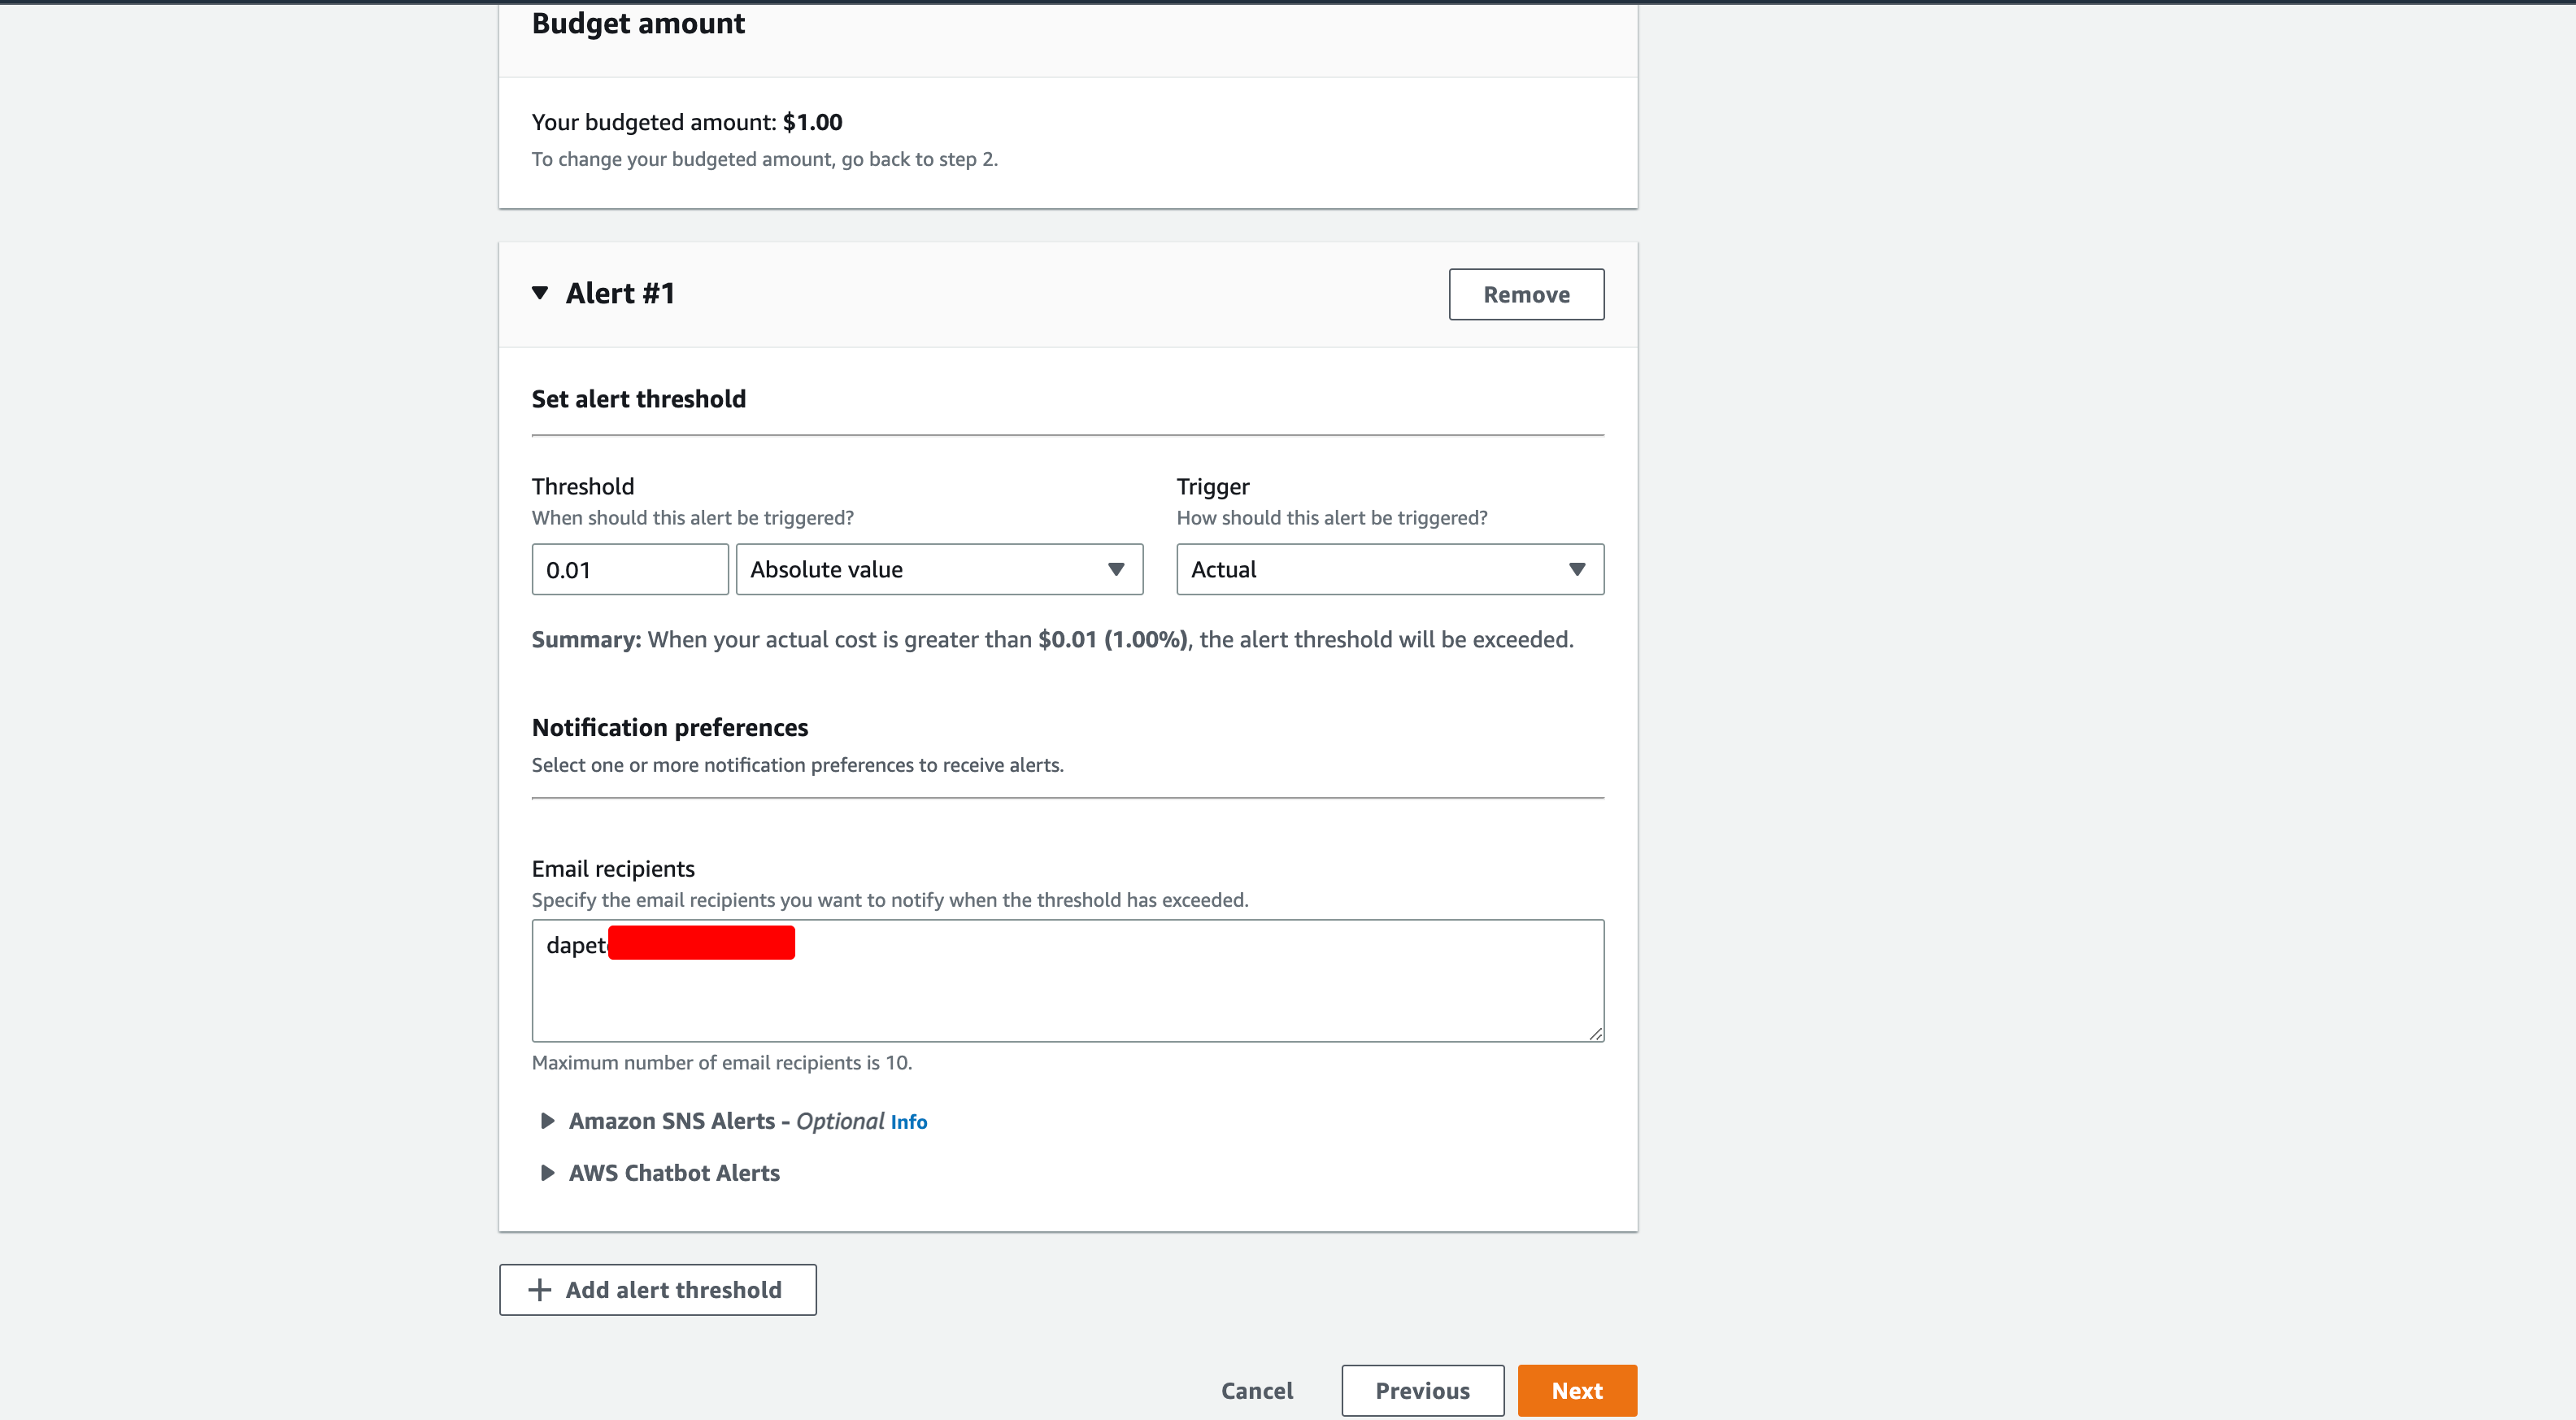 Budget amount
Your budgeted amount: $1.00
To change your budgeted amount, go back to step 2.
Alert #1
Remove
Set alert threshold
Threshold
Trigger
When should this alert be triggered?
How should this alert be triggered?
0.01
Absolute value
Actual
Summary: When your actual cost is greater than $0.01 (1.00%), the alert threshold will be exceeded.
Notification preferences
Select one or more notification preferences to receive alerts.
Email recipients
Specify the email recipients you want to notify when the threshold has exceeded.
dapet
Maximum number of email recipients is 10.
Amazon SNS Alerts - Optional Info
AWS Chatbot Alerts
Add alert threshold
Cancel
Previous
Next